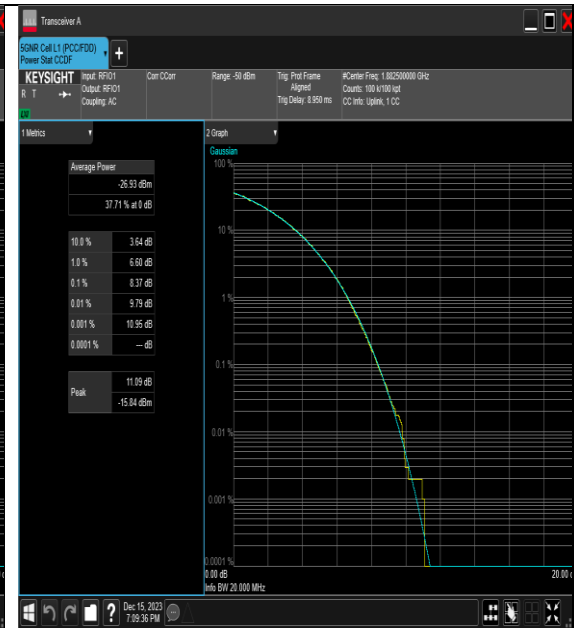 Transceiver A
5GNR Cell L1 (PCC/FDD)
Power Stat CCDF
+
KEYSIGHT
R T
Input: RFIO1
Output: RFIO1
Coupling: AC
Corr CCorr
Range: -50 dBm
Trig: Prot Frame
Aligned
Trig Delay: 8.950 ms
#Center Freq: 1.882500000 GHz
Counts: 100 k/100 kpt
CC Info: Uplink, 1 CC
1 Metrics
Average Power
-26.93 dBm
37.71 % at 0 dB
10.0 % 3.64 dB
1.0 % 6.60 dB
0.1 % 8.37 dB
0.01 % 9.79 dB
0.001 % 10.95 dB
0.0001 % --- dB
Peak
11.09 dB
-15.84 dBm
2 Graph
Gaussian
100 %
10 %
1 %
0.1 %
0.01 %
0.001 %
0.0001 %
0.00 dB
20.00
Info BW 20.000 MHz
?
Dec 15, 2023
7:09:36 PM